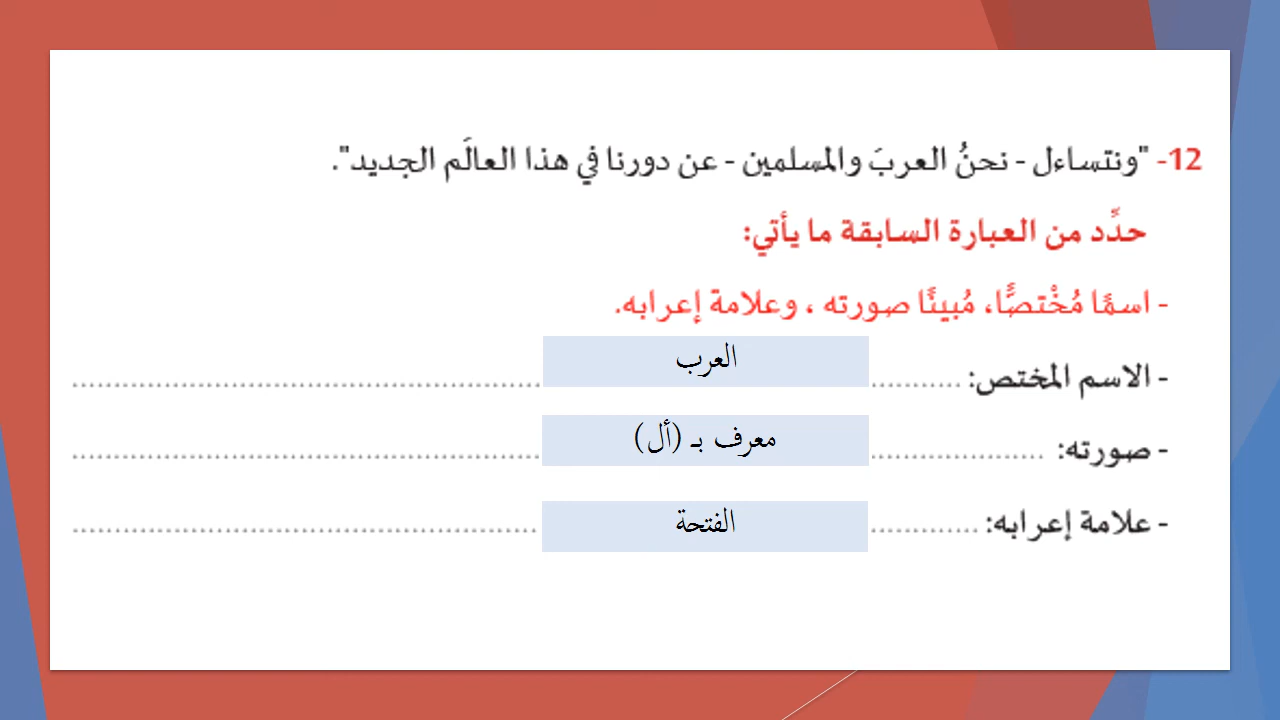 12- "ونتساءل - نحنُ العربَ والمسلمين - عن دورنا في هذا العالَم الجديد".
حدِّد من العبارة السابقة ما يأتي:
- اسمًا مُخْتصًّا، مُبينًا صورته ، وعلامة إعرابه.
- الاسم المختص: ........... العرب ...........
- صورته: ........... معرف بـ (أل) ...........
- علامة إعرابه: ........... الفتحة ...........